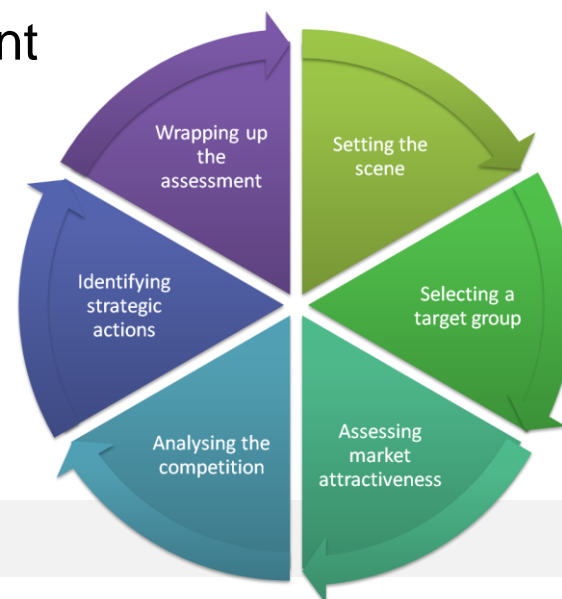 nt
Setting the
scene
Selecting a
target group
Assessing
market
attractiveness
Analysing the
competition
Identifying
strategic
actions
Wrapping up
the
assessment